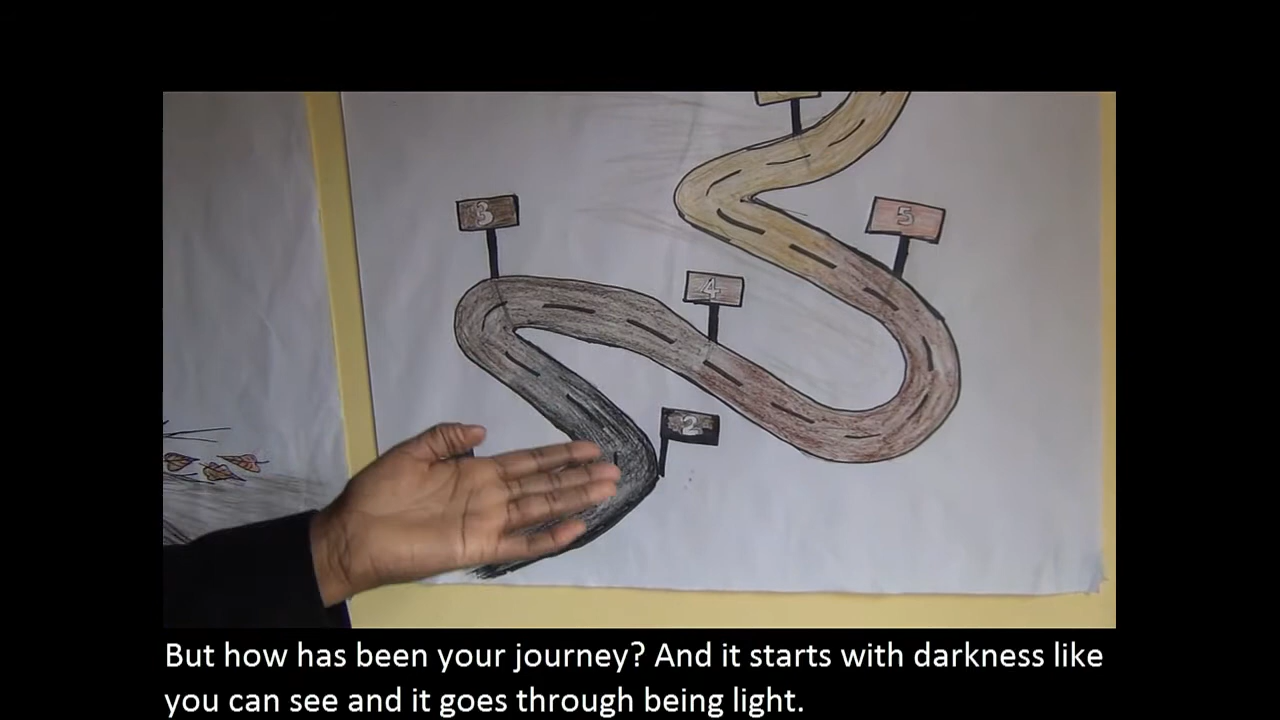 3
5
4
2
But how has been your journey? And it starts with darkness like
you can see and it goes through being light.